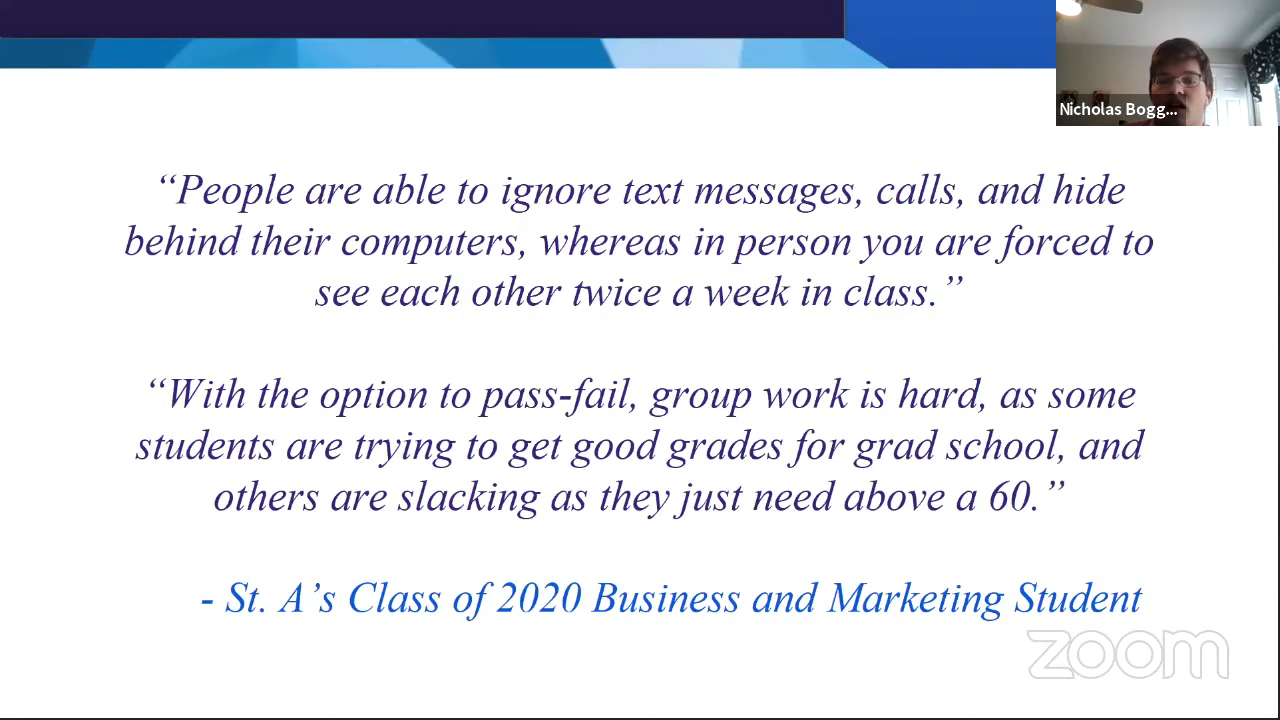 Nicholas Bogg...
“People are able to ignore text messages, calls, and hide
behind their computers, whereas in person you are forced to
see each other twice a week in class.”
“With the option to pass-fail, group work is hard, as some
students are trying to get good grades for grad school, and
others are slacking as they just need above a 60.”
- St. A’s Class of 2020 Business and Marketing Student
zoom